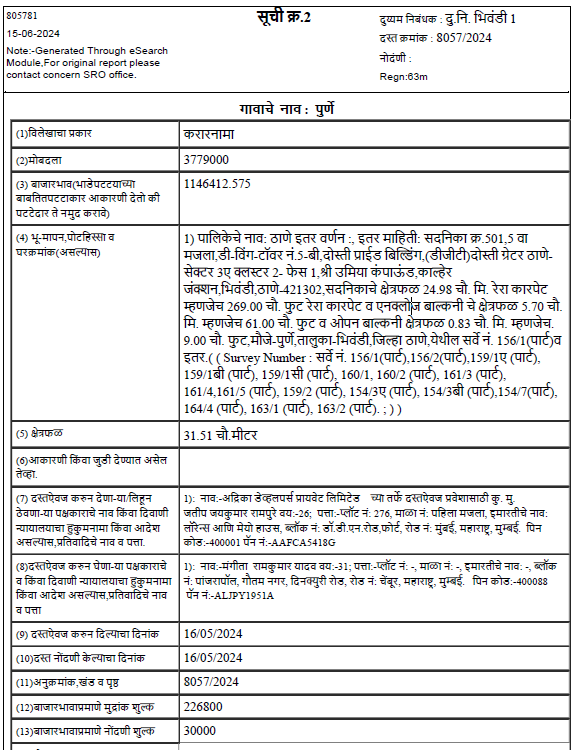 805781
15-06-2024
Note:-Generated Through eSearch
Module,For original report please
contact concern SRO office.
सूची क्र.2
दुय्यम निबंधक : दु.नि. भिवंडी 1
दस्त क्रमांक : 8057/2024
नोदंणी :
Regn:63m
गावाचे नाव : पुर्णे
(1)विलेखाचा प्रकार
करारनामा
(2)मोबदला
3779000
(3) बाजारभाव(भाडेपटटयाच्या
बाबतितपटटाकार आकारणी देतो की
पटटेदार ते नमुद करावे)
1146412.575
(4) भू-मापन,पोटहिस्सा व
घरक्रमांक(असल्यास)
1) पालिकेचे नाव: ठाणे इतर वर्णन :, इतर माहिती: सदनिका क्र.501,5 वा
मजला,डी-विंग-टॉवर नं.5-बी,दोस्ती प्राईड बिल्डिंग,(डीजीटी)दोस्ती ग्रेटर ठाणे-
सेक्टर 3ए क्लस्टर 2- फेस 1,श्री उमिया कंपाऊंड,काल्हेर
जंक्शन,भिवंडी,ठाणे-421302,सदनिकाचे क्षेत्रफळ 24.98 चौ. मि. रेरा कारपेट
म्हणजेच 269.00 चौ. फुट रेरा कारपेट व एनक्लोज बाल्कनी चे क्षेत्रफळ 5.70 चौ.
मि. म्हणजेच 61.00 चौ. फुट व ओपन बाल्कनी क्षेत्रफळ 0.83 चौ. मि. म्हणजेच.
9.00 चौ. फुट,मौजे-पुर्णे,तालुका-भिवंडी,जिल्हा ठाणे,येथील सर्वे नं. 156/1(पार्ट)व
इतर.( ( Survey Number : सर्वे नं. 156/1(पार्ट),156/2(पार्ट),159/1ए (पार्ट),
159/1बी (पार्ट), 159/1सी (पार्ट), 160/1, 160/2 (पार्ट), 161/3 (पार्ट),
161/4,161/5 (पार्ट), 159/2 (पार्ट), 154/3ए (पार्ट), 154/3बी (पार्ट),154/7(पार्ट),
164/4 (पार्ट), 163/1 (पार्ट), 163/2 (पार्ट). ; ) )
(5) क्षेत्रफळ
31.51 चौ.मीटर
(6)आकारणी किंवा जुडी देण्यात असेल
तेव्हा.
(7) दस्तऐवज करुन देणा-या/लिहून
ठेवणा-या पक्षकाराचे नाव किंवा दिवाणी
न्यायालयाचा हुकुमनामा किंवा आदेश
असल्यास,प्रतिवादिचे नाव व पत्ता.
1): नाव:-अद्रिका डेव्हलपर्स प्रायवेट लिमिटेड च्या तर्फे दस्तऐवज प्रवेशासाठी कु. मु.
जतीप जयकुमार रामपुरे वय:-26; पत्ता:-प्लॉट नं: 276, माळा नं: पहिला मजला, इमारतीचे नाव:
लॉरेन्स आणि मेयो हाउस, ब्लॉक नं: डॉ.डी.एन.रोड,फोर्ट, रोड नं: मुंबई, महाराष्ट्र, मुम्बई. पिन
कोड:-400001 पॅन नं:-AAFCA5418G
(8)दस्तऐवज करुन घेणा-या पक्षकाराचे
व किंवा दिवाणी न्यायालयाचा हुकुमनामा
किंवा आदेश असल्यास,प्रतिवादिचे नाव
व पत्ता
1): नाव:-मंगीता रामकुमार यादव वय:-31; पत्ता:-प्लॉट नं: -, माळा नं: -, इमारतीचे नाव: -, ब्लॉक
नं: पांजरापॉल, गौतम नगर, दिनक्युरी रोड, रोड नं: चेंबूर, महाराष्ट्र, मुम्बई. पिन कोड:-400088
पॅन नं:-ALJPY1951A
(9) दस्तऐवज करुन दिल्याचा दिनांक
16/05/2024
(10)दस्त नोंदणी केल्याचा दिनांक
16/05/2024
(11)अनुक्रमांक,खंड व पृष्ठ
8057/2024
(12)बाजारभावाप्रमाणे मुद्रांक शुल्क
226800
(13)बाजारभावाप्रमाणे नोंदणी शुल्क
30000